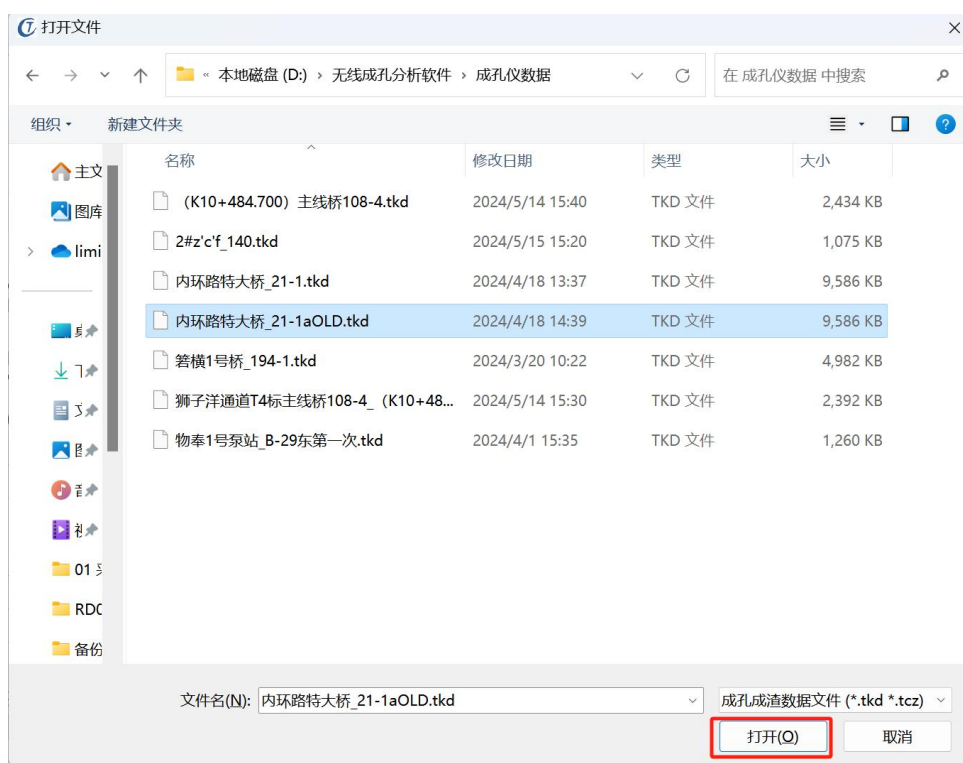 打开文件
« 本地磁盘 (D:) › 无线成孔分析软件 › 成孔仪数据
在 成孔仪数据 中搜索
组织
新建文件夹
名称 修改日期 类型 大小
（K10+484.700）主线桥108-4.tkd 2024/5/14 15:40 TKD 文件 2,434 KB
2#z'c'f_140.tkd 2024/5/15 15:20 TKD 文件 1,075 KB
内环路特大桥_21-1.tkd 2024/4/18 13:37 TKD 文件 9,586 KB
内环路特大桥_21-1aOLD.tkd 2024/4/18 14:39 TKD 文件 9,586 KB
箬横1号桥_194-1.tkd 2024/3/20 10:22 TKD 文件 4,982 KB
狮子洋通道T4标主线桥108-4_（K10+48... 2024/5/14 15:30 TKD 文件 2,392 KB
物奉1号泵站_B-29东第一次.tkd 2024/4/1 15:35 TKD 文件 1,260 KB
主文
图库
limi
01
RD0
备份
文件名(N): 内环路特大桥_21-1aOLD.tkd
成孔成渣数据文件 (*.tkd *.tcz)
打开(O) 取消